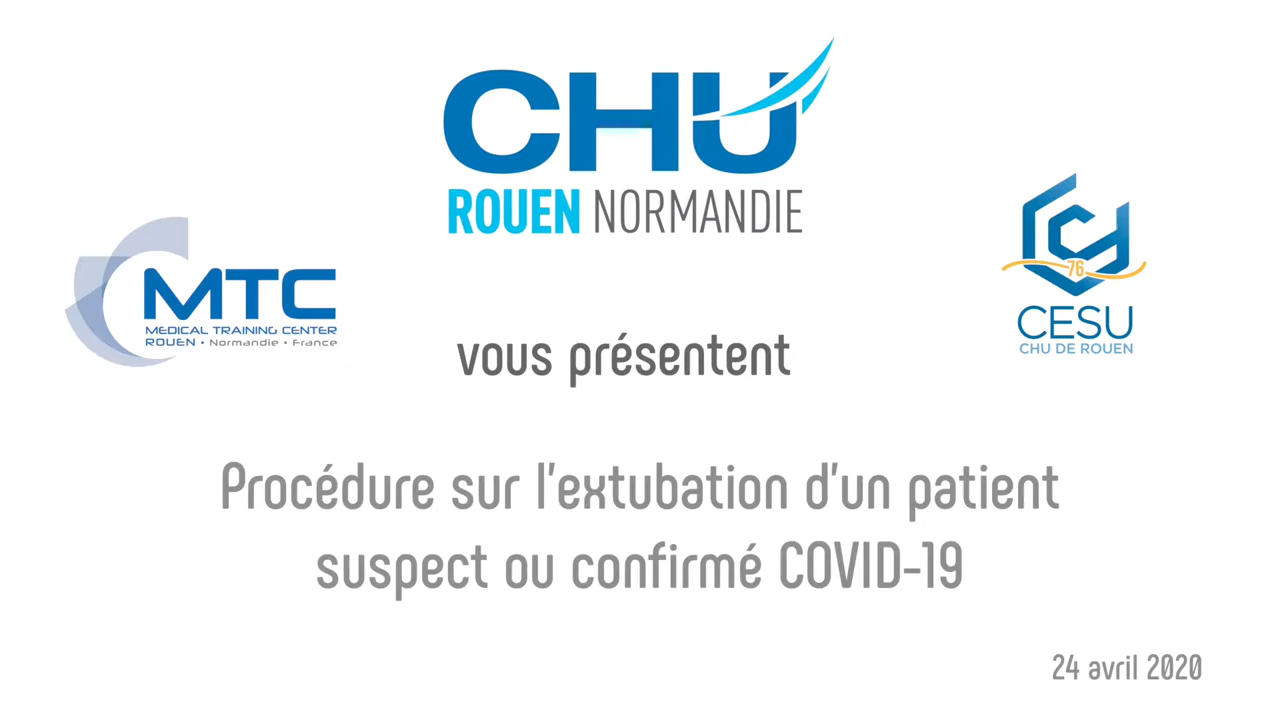 CHU
ROUEN NORMANDIE
MTC
MEDICAL TRAINING CENTER
ROUEN • Normandie • France
76
CESU
CHU DE ROUEN
vous présentent
Procédure sur l'extubation d'un patient
suspect ou confirmé COVID-19
24 avril 2020